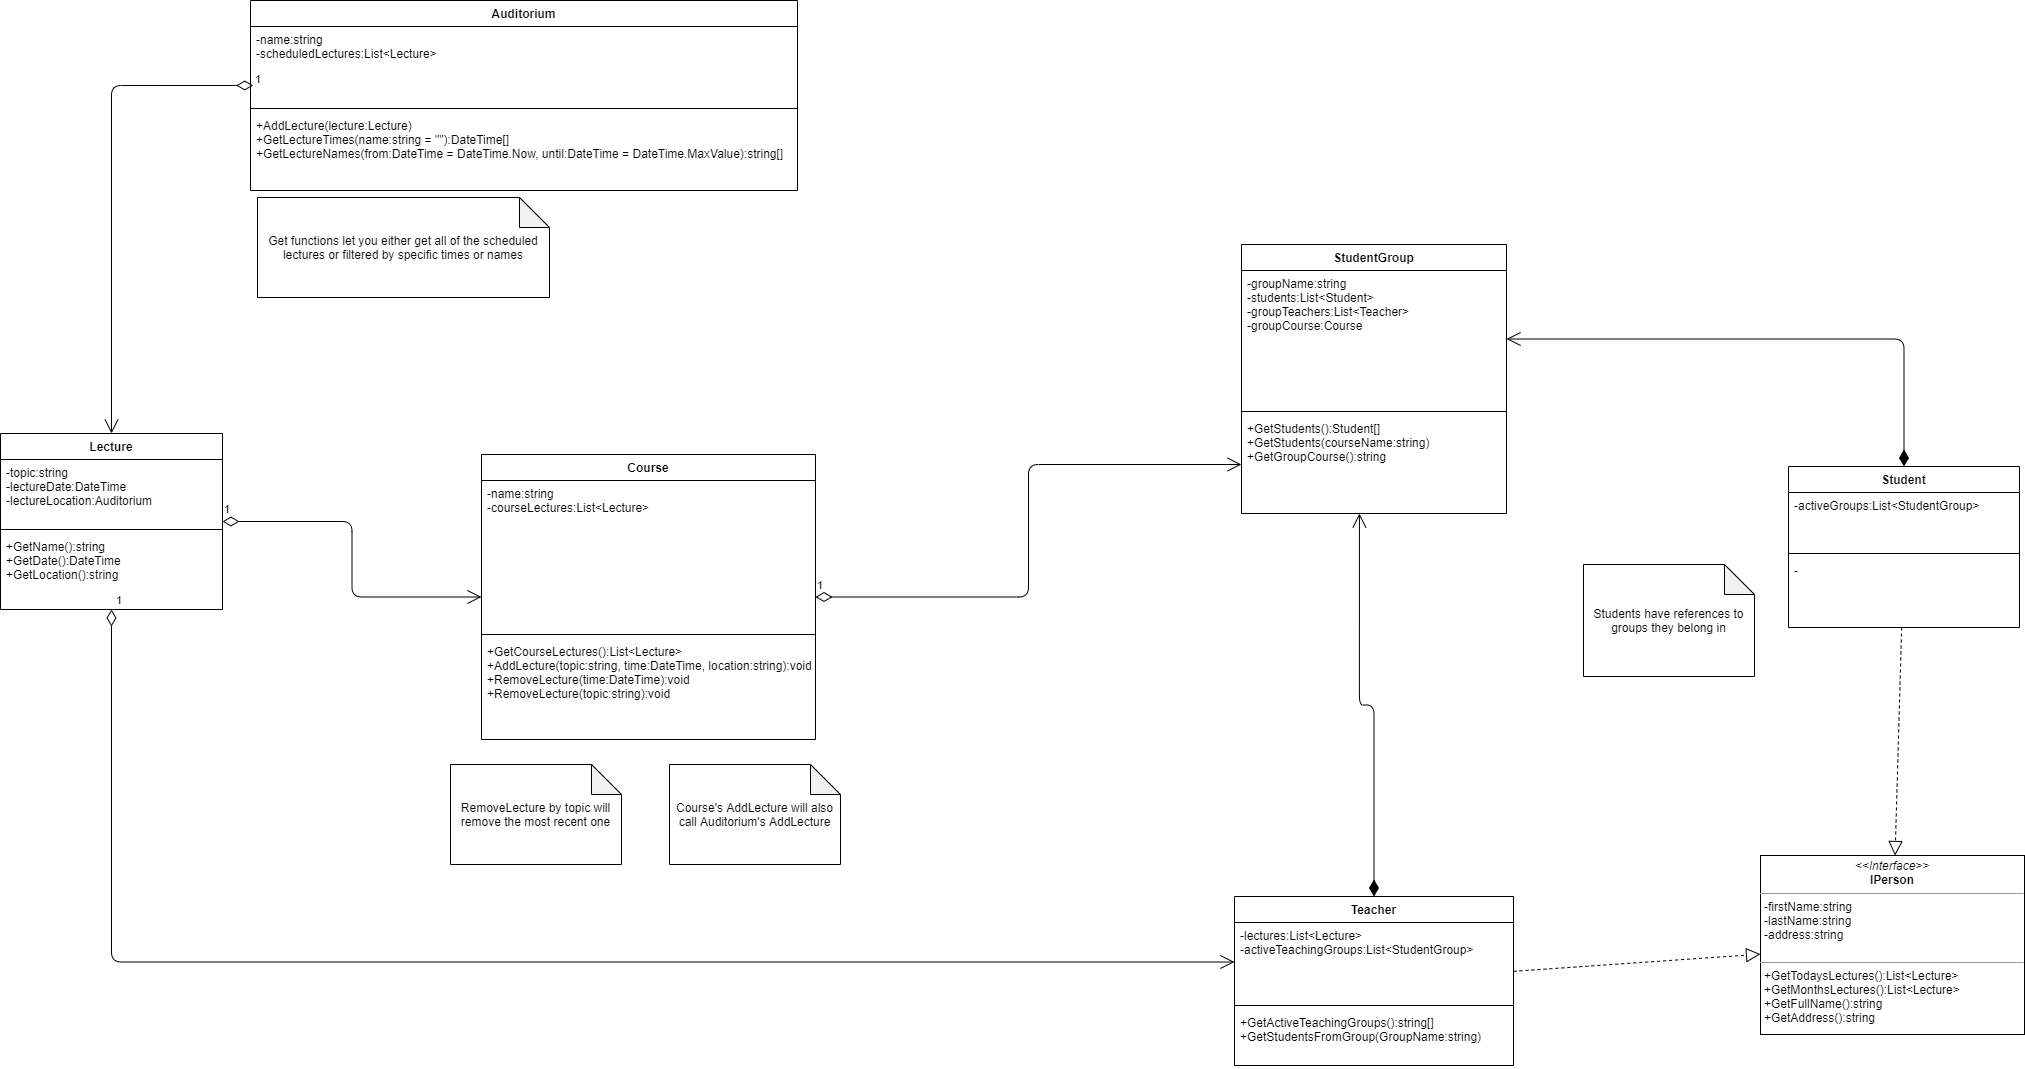 Auditorium
-name:string
-scheduledLectures:List<Lecture>
1
+AddLecture(lecture:Lecture)
+GetLectureTimes(name:string = ""):DateTime[]
+GetLectureNames(from:DateTime = DateTime.Now, until:DateTime = DateTime.MaxValue):string[]
Get functions let you either get all of the scheduled
lectures or filtered by specific times or names
Lecture
-topic:string
-lectureDate:DateTime
-lectureLocation:Auditorium
1
+GetName():string
+GetDate():DateTime
+GetLocation():string
1
Course
-name:string
-courseLectures:List<Lecture>
1
+GetCourseLectures():List<Lecture>
+AddLecture(topic:string, time:DateTime, location:string):void
+RemoveLecture(time:DateTime):void
+RemoveLecture(topic:string):void
RemoveLecture by topic will
remove the most recent one
Course's AddLecture will also
call Auditorium's AddLecture
StudentGroup
-groupName:string
-students:List<Student>
-groupTeachers:List<Teacher>
-groupCourse:Course
+GetStudents():Student[]
+GetStudents(courseName:string)
+GetGroupCourse():string
Student
-activeGroups:List<StudentGroup>
-
Students have references to
groups they belong in
Teacher
-lectures:List<Lecture>
-activeTeachingGroups:List<StudentGroup>
+GetActiveTeachingGroups():string[]
+GetStudentsFromGroup(GroupName:string)
<<Interface>>
IPerson
-firstName:string
-lastName:string
-address:string
+GetTodaysLectures():List<Lecture>
+GetMonthsLectures():List<Lecture>
+GetFullName():string
+GetAddress():string